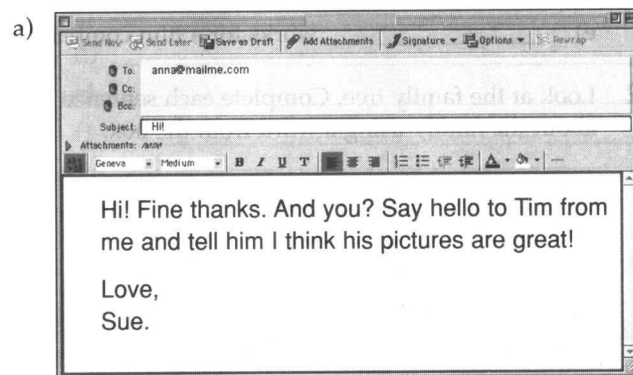 a)
Send Now Send Later Save as Draft Add Attachments Signature Options Rewrap
To: anna@mailme.com
Cc:
Bcc:
Subject: Hi!
Attachments: none
Geneva Medium B I U T
Hi! Fine thanks. And you? Say hello to Tim from
me and tell him I think his pictures are great!
Love,
Sue.